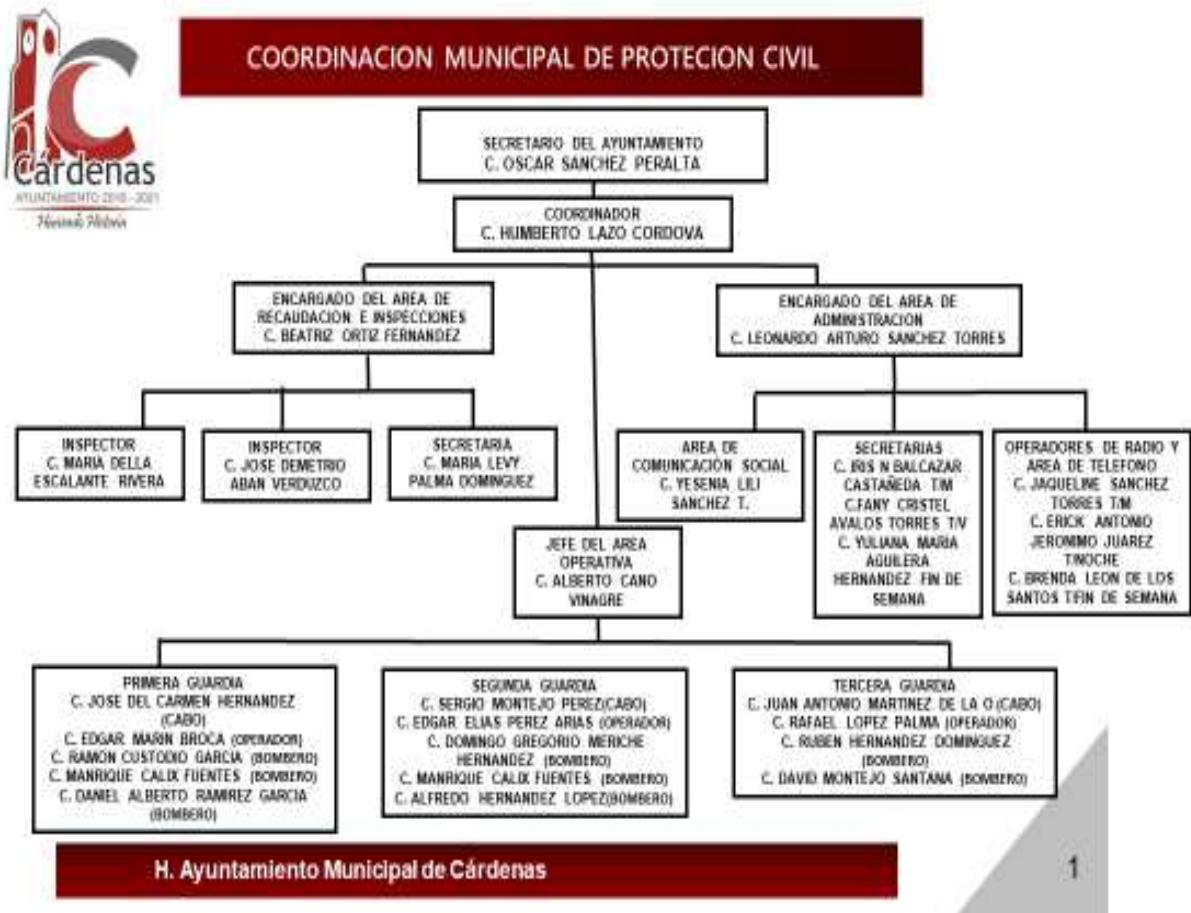 COORDINACION MUNICIPAL DE PROTECION CIVIL
Cárdenas
AYUNTAMIENTO 2018 - 2021
Haciendo Historia
SECRETARIO DEL AYUNTAMIENTO
C. OSCAR SANCHEZ PERALTA
COORDINADOR
C. HUMBERTO LAZO CORDOVA
ENCARGADO DEL AREA DE
RECAUDACION E INSPECCIONES
C. BEATRIZ ORTIZ FERNANDEZ
ENCARGADO DEL AREA DE
ADMINISTRACION
C. LEONARDO ARTURO SANCHEZ TORRES
INSPECTOR
C. MARIA DELLA
ESCALANTE RIVERA
INSPECTOR
C. JOSE DEMETRIO
ABAN VERDUZCO
SECRETARIA
C. MARIA LEVY
PALMA DOMINGUEZ
AREA DE
COMUNICACIÓN SOCIAL
C. YESENIA LILI
SANCHEZ T.
SECRETARIAS
C. IRIS N BALCAZAR
CASTAÑEDA T/M
C.FANY CRISTEL
AVALOS TORRES T/V
C. YULIANA MARIA
AGUILERA
HERNANDEZ FIN DE
SEMANA
OPERADORES DE RADIO Y
AREA DE TELEFONO
C. JAQUELINE SANCHEZ
TORRES T/M
C. ERICK ANTONIO
JERONIMO JUAREZ
T/NOCHE
C. BRENDA LEON DE LOS
SANTOS T/FIN DE SEMANA
JEFE DEL AREA
OPERATIVA
C. ALBERTO CANO
VINAGRE
PRIMERA GUARDIA
C. JOSE DEL CARMEN HERNANDEZ
(CABO)
C. EDGAR MARIN BROCA (OPERADOR)
C. RAMON CUSTODIO GARCIA (BOMBERO)
C. MANRIQUE CALIX FUENTES (BOMBERO)
C. DANIEL ALBERTO RAMIREZ GARCIA
(BOMBERO)
SEGUNDA GUARDIA
C. SERGIO MONTEJO PEREZ(CABO)
C. EDGAR ELIAS PEREZ ARIAS (OPERADOR)
C. DOMINGO GREGORIO MERICHE
HERNANDEZ (BOMBERO)
C. MANRIQUE CALIX FUENTES (BOMBERO)
C. ALFREDO HERNANDEZ LOPEZ(BOMBERO)
TERCERA GUARDIA
C. JUAN ANTONIO MARTINEZ DE LA O (CABO)
C. RAFAEL LOPEZ PALMA (OPERADOR)
C. RUBEN HERNANDEZ DOMINGUEZ
(BOMBERO)
C. DAVID MONTEJO SANTANA (BOMBERO)
H. Ayuntamiento Municipal de Cárdenas
1